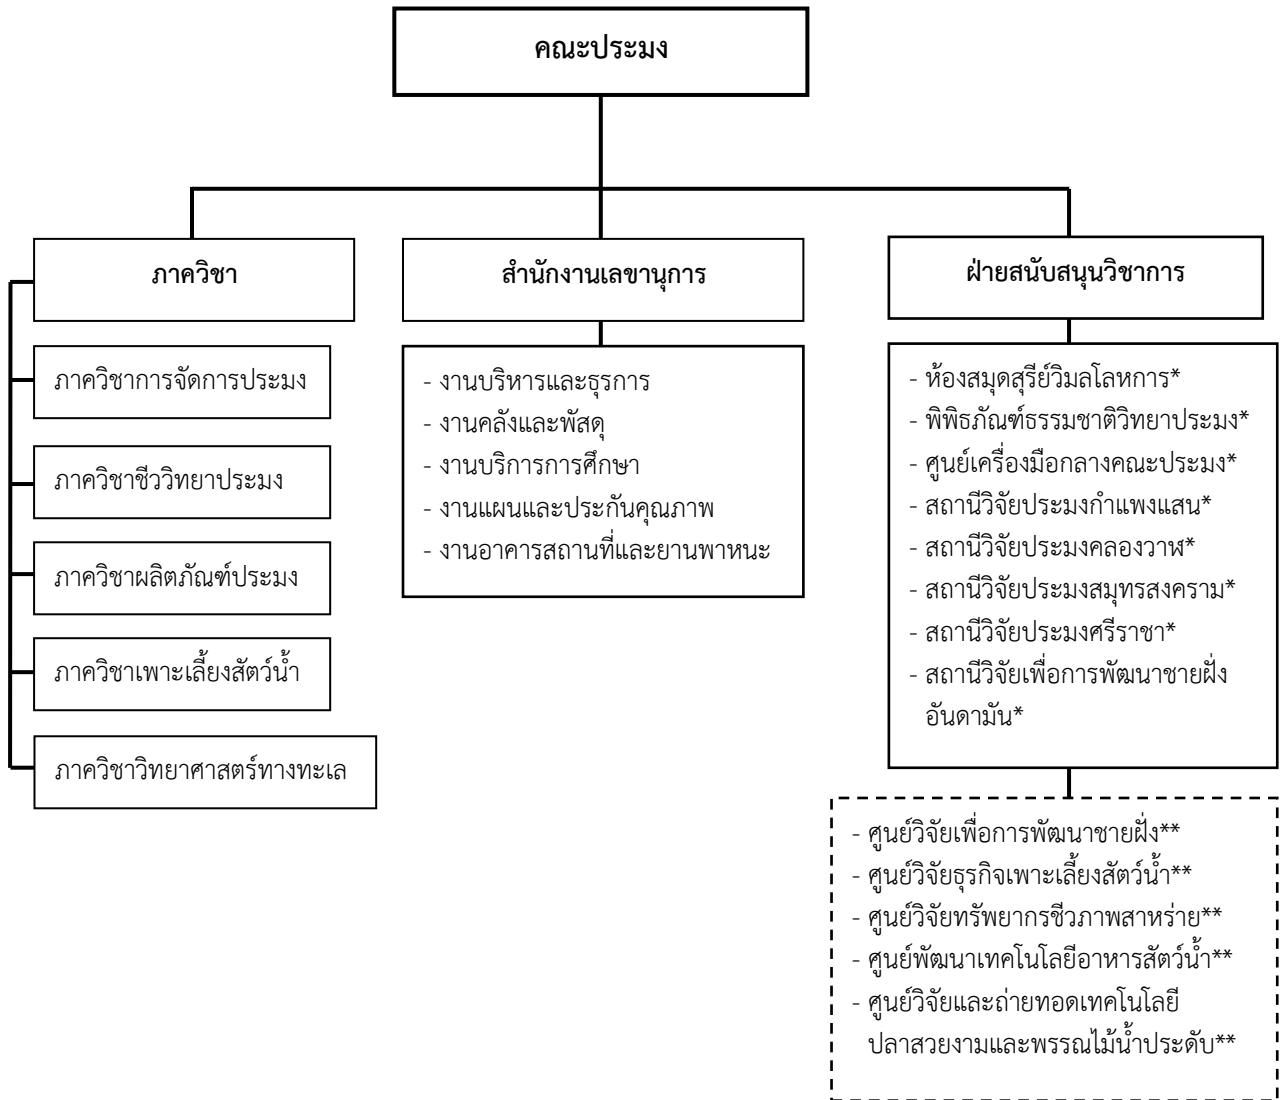 คณะประมง
ภาควิชา
ภาควิชาการจัดการประมง
ภาควิชาชีววิทยาประมง
ภาควิชาผลิตภัณฑ์ประมง
ภาควิชาเพาะเลี้ยงสัตว์น้ำ
ภาควิชาวิทยาศาสตร์ทางทะเล
สำนักงานเลขานุการ
- งานบริหารและธุรการ
- งานคลังและพัสดุ
- งานบริการการศึกษา
- งานแผนและประกันคุณภาพ
- งานอาคารสถานที่และยานพาหนะ
ฝ่ายสนับสนุนวิชาการ
- ห้องสมุดสุรีย์วิมลโลหการ*
- พิพิธภัณฑ์ธรรมชาติวิทยาประมง*
- ศูนย์เครื่องมือกลางคณะประมง*
- สถานีวิจัยประมงกำแพงแสน*
- สถานีวิจัยประมงคลองวาฬ*
- สถานีวิจัยประมงสมุทรสงคราม*
- สถานีวิจัยประมงศรีราชา*
- สถานีวิจัยเพื่อการพัฒนาชายฝั่ง
อันดามัน*
- ศูนย์วิจัยเพื่อการพัฒนาชายฝั่ง**
- ศูนย์วิจัยธุรกิจเพาะเลี้ยงสัตว์น้ำ**
- ศูนย์วิจัยทรัพยากรชีวภาพสาหร่าย**
- ศูนย์พัฒนาเทคโนโลยีอาหารสัตว์น้ำ**
- ศูนย์วิจัยและถ่ายทอดเทคโนโลยี
ปลาสวยงามและพรรณไม้น้ำประดับ**